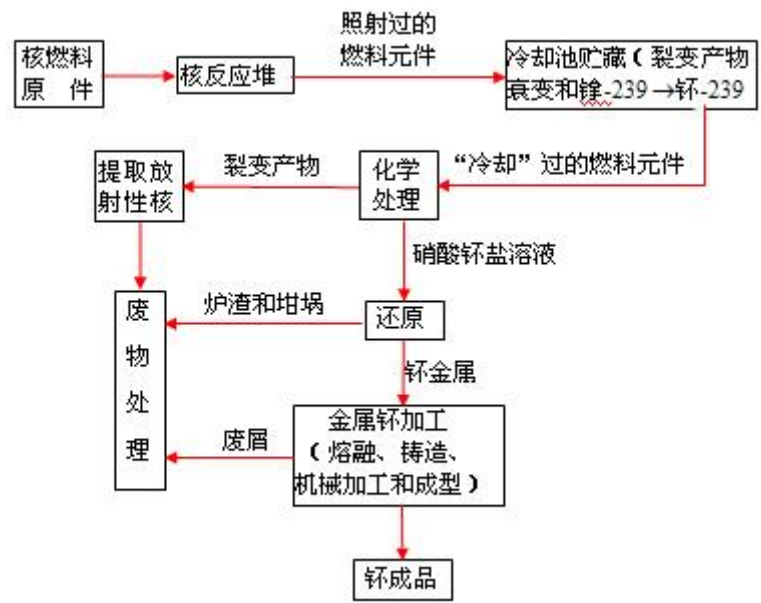 核燃料
原 件
核反应堆
照射过的
燃料元件
冷却池贮藏（裂变产物
衰变和镎-239→钚-239
提取放
射性核
裂变产物
化学
处理
“冷却”过的燃料元件
硝酸钚盐溶液
废
物
处
理
炉渣和坩埚
还原
钚金属
废屑
金属钚加工
（熔融、铸造、
机械加工和成型）
钚成品